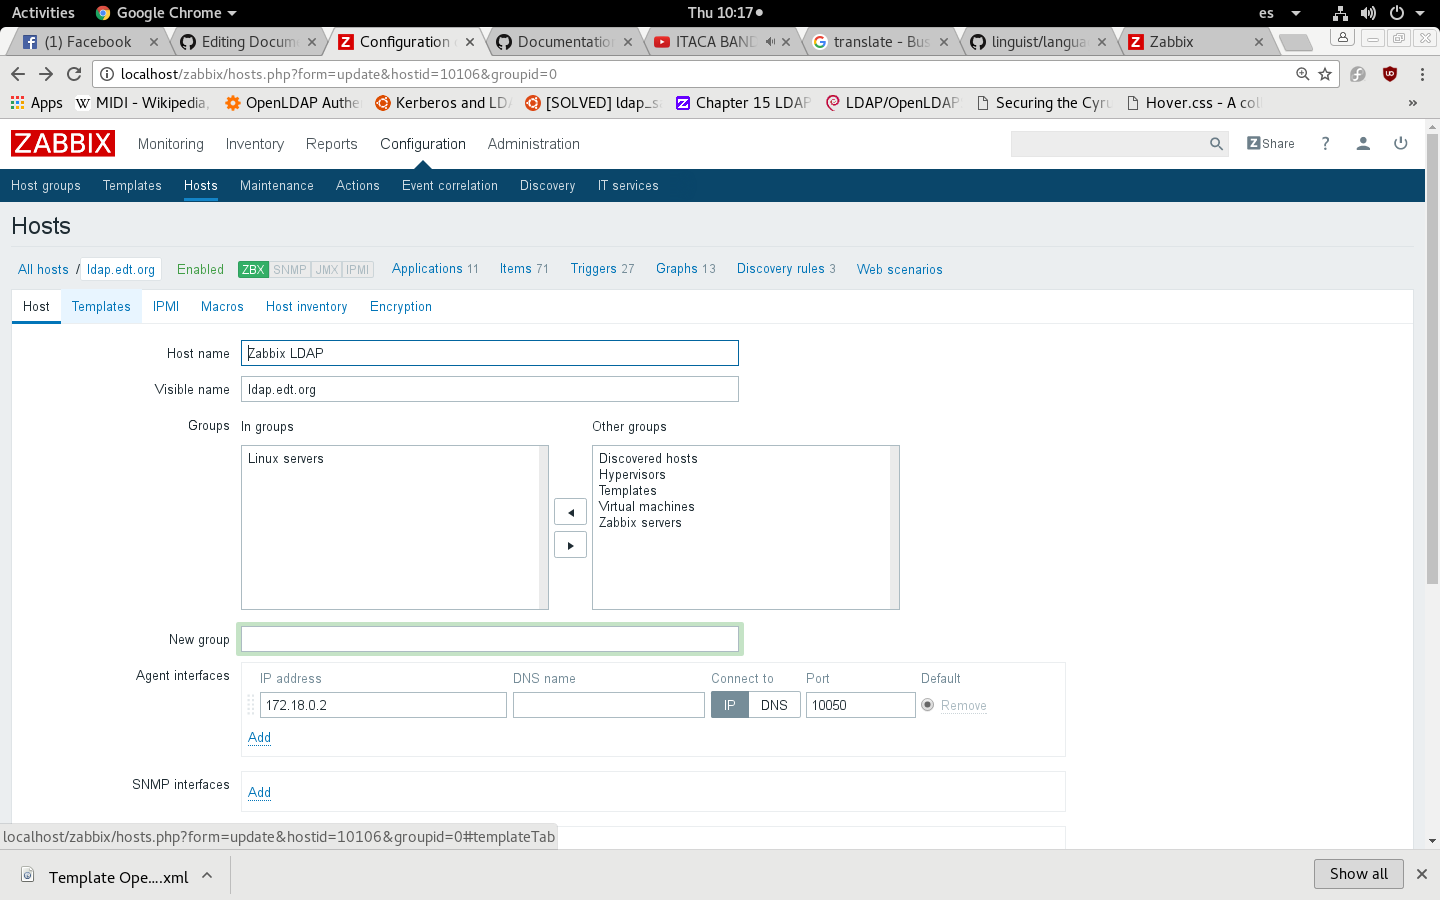 Activities Google Chrome Thu 10:17 es
(1) Facebook Editing Docum Configuration Documentation ITACA BAND translate - Bus linguist/langua Zabbix
localhost/zabbix/hosts.php?form=update&hostid=10106&groupid=0
Apps MIDI - Wikipedia, OpenLDAP Authe Kerberos and LDA [SOLVED] ldap_s Chapter 15 LDAP LDAP/OpenLDAP Securing the Cyru Hover.css - A coll »
ZABBIX Monitoring Inventory Reports Configuration Administration Z Share ?
Host groups Templates Hosts Maintenance Actions Event correlation Discovery IT services
Hosts
All hosts / ldap.edt.org Enabled ZBX SNMP JMX IPMI Applications 11 Items 71 Triggers 27 Graphs 13 Discovery rules 3 Web scenarios
Host Templates IPMI Macros Host inventory Encryption
Host name Zabbix LDAP
Visible name ldap.edt.org
Groups In groups Other groups
Linux servers
Discovered hosts
Hypervisors
Templates
Virtual machines
Zabbix servers
New group
Agent interfaces IP address DNS name Connect to Port Default
172.18.0.2 IP DNS 10050 Remove
Add
SNMP interfaces Add
localhost/zabbix/hosts.php?form=update&hostid=10106&groupid=0#templateTab
Template Ope....xml Show all